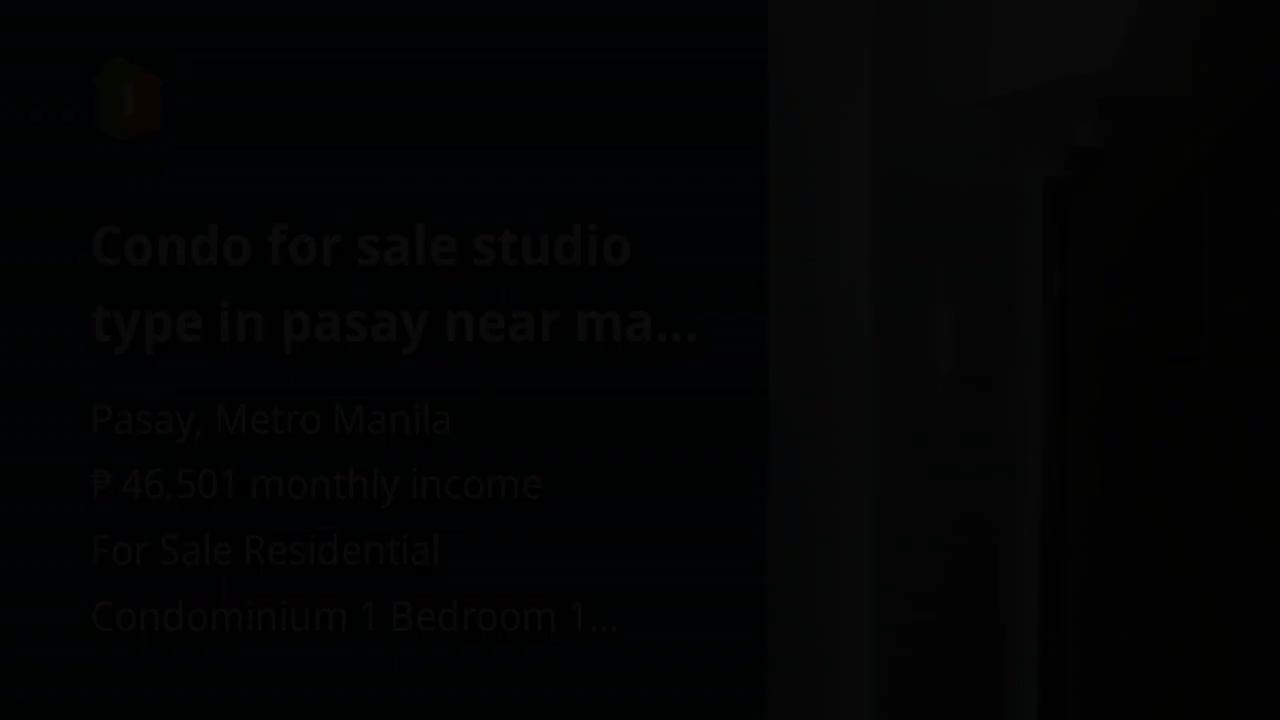 Condo for sale studio
type in pasay near ma...
Pasay, Metro Manila
₱ 46,501 monthly income
For Sale Residential
Condominium 1 Bedroom 1...